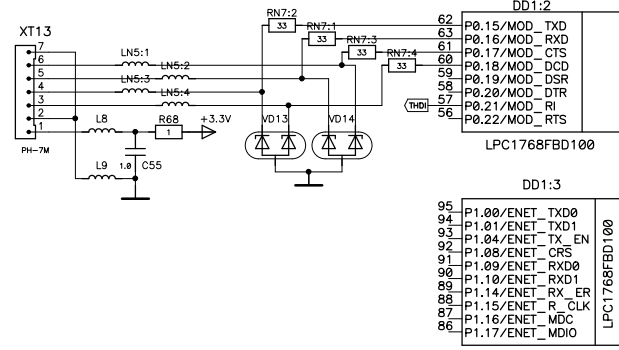 DD1:2
RN7:2
62 P0.15/MOD_TXD
RN7:1
33
63 P0.16/MOD_RXD
RN7:3
33
61 P0.17/MOD_CTS
RN7:4
33
60 P0.18/MOD_DCD
33
59 P0.19/MOD_DSR
58 P0.20/MOD_DTR
THDI 57 P0.21/MOD_RI
56 P0.22/MOD_RTS
LPC1768FBD100
XT13
7
6 LN5:1
5 LN5:2
4 LN5:3
3 LN5:4
2
1
PH-7M
L8
R68
1
+3.3V
VD13
VD14
L9
1.0 C55
DD1:3
95 P1.00/ENET_TXD0
94 P1.01/ENET_TXD1
93 P1.04/ENET_TX_EN
92 P1.08/ENET_CRS
91 P1.09/ENET_RXD0
90 P1.10/ENET_RXD1
89 P1.14/ENET_RX_ER
88 P1.15/ENET_R_CLK
87 P1.16/ENET_MDC
86 P1.17/ENET_MDIO
LPC1768FBD100